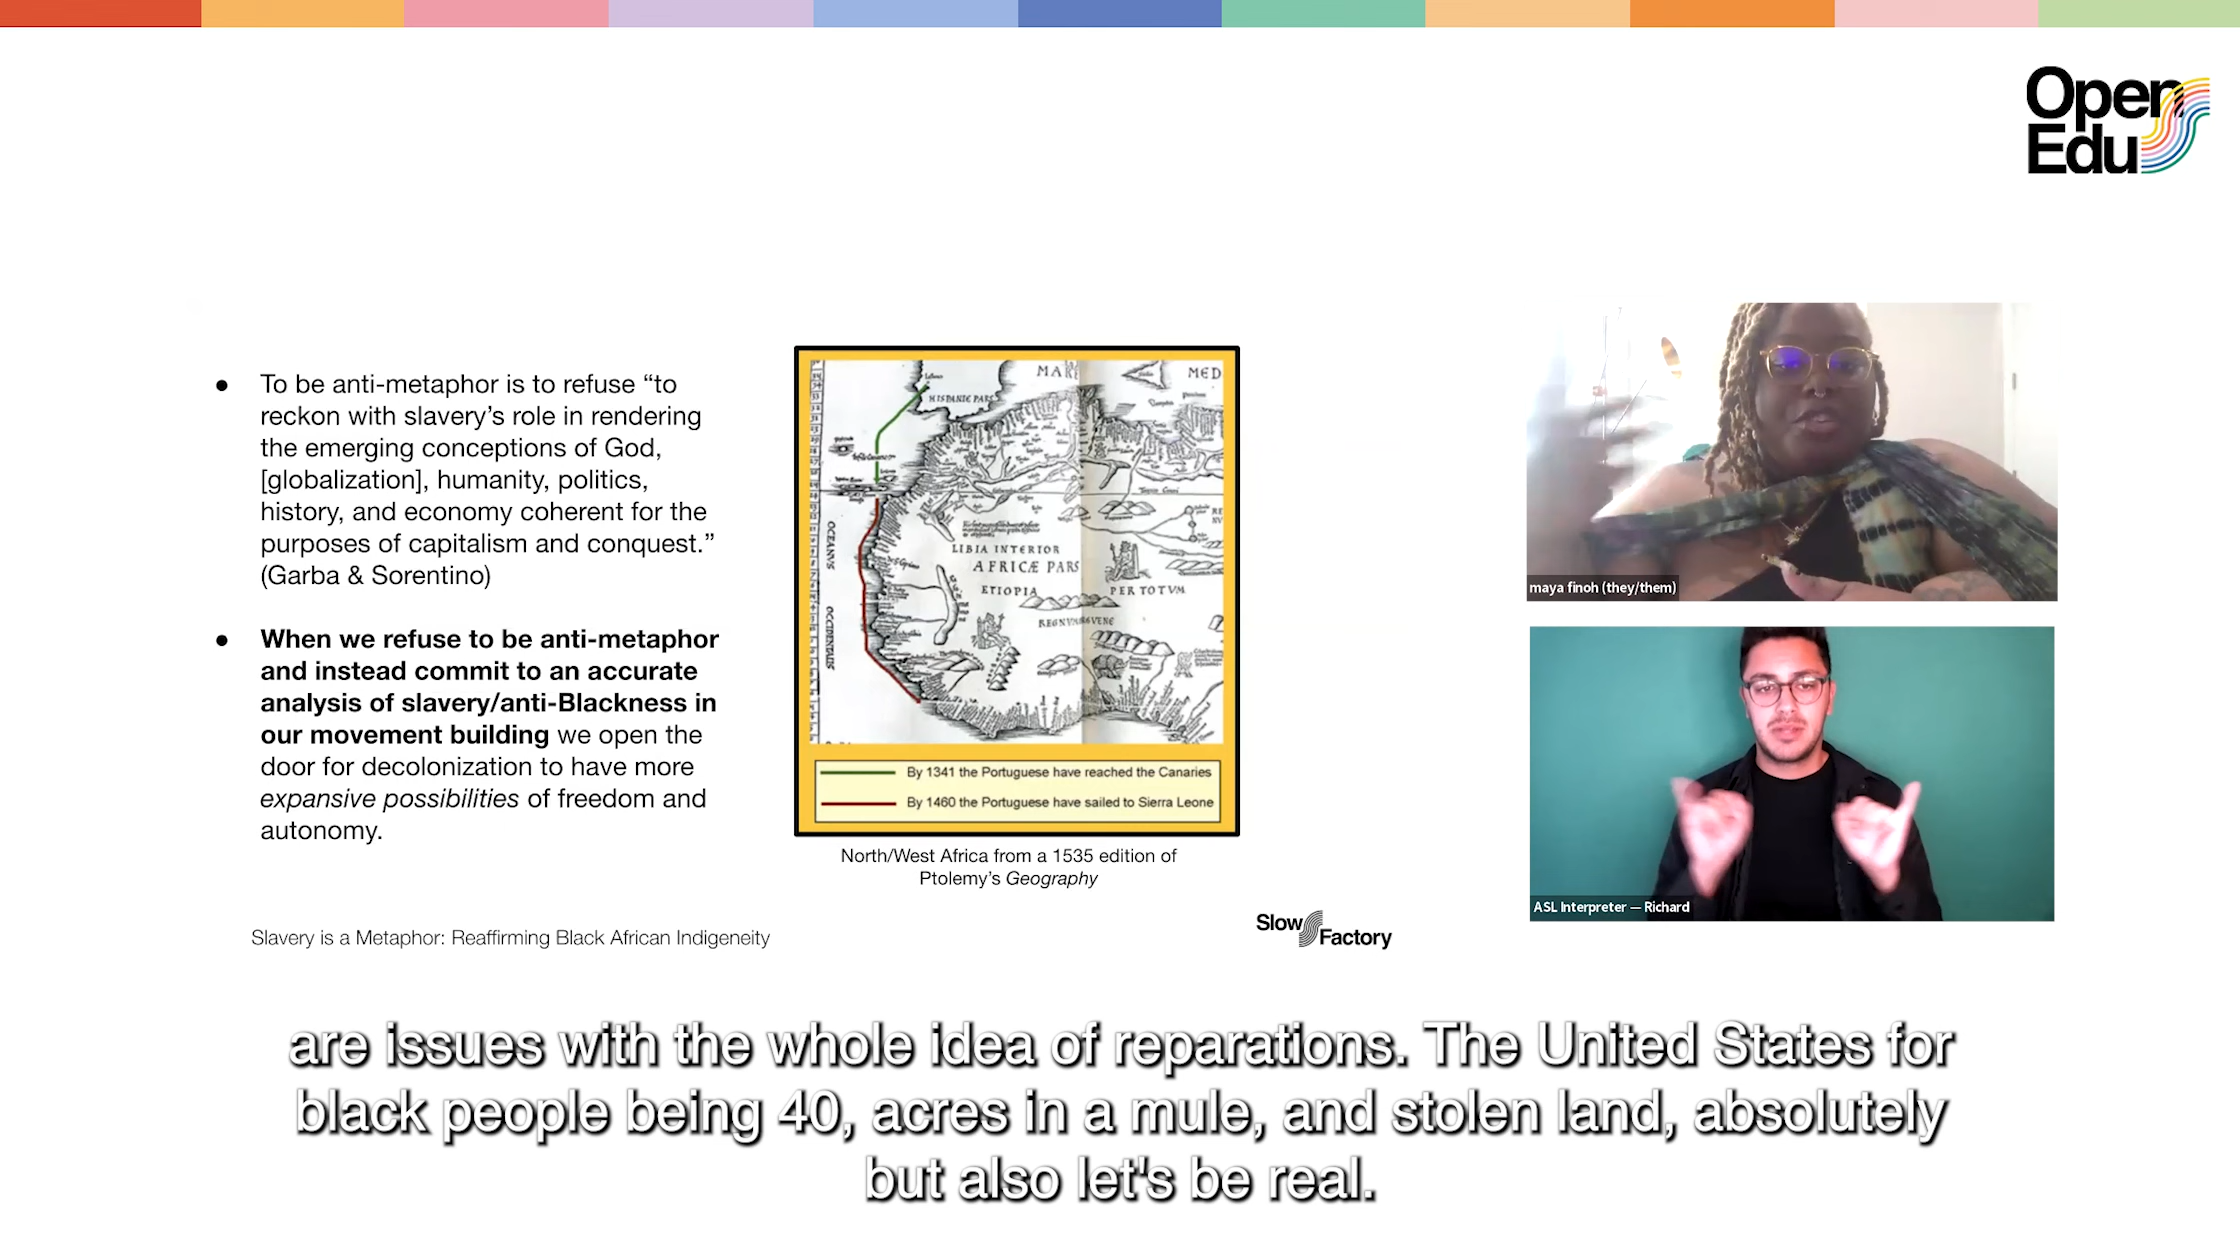 Open
Edu
To be anti-metaphor is to refuse “to
reckon with slavery’s role in rendering
the emerging conceptions of God,
[globalization], humanity, politics,
history, and economy coherent for the
purposes of capitalism and conquest.”
(Garba & Sorentino)
When we refuse to be anti-metaphor
and instead commit to an accurate
analysis of slavery/anti-Blackness in
our movement building we open the
door for decolonization to have more
expansive possibilities of freedom and
autonomy.
MED
HISPANIE PARS
OCEANVS
OCCIDENTALIS
LIBIA INTERIOR
AFRICÆ PARS
ETIOPIA
PER TOTVM
By 1341 the Portuguese have reached the Canaries
By 1460 the Portuguese have sailed to Sierra Leone
North/West Africa from a 1535 edition of
Ptolemy’s Geography
Slavery is a Metaphor: Reaffirming Black African Indigeneity
Slow
Factory
maya finoh (they/them)
ASL Interpreter — Richard
are issues with the whole idea of reparations. The United States for
black people being 40, acres in a mule, and stolen land, absolutely
but also let's be real.